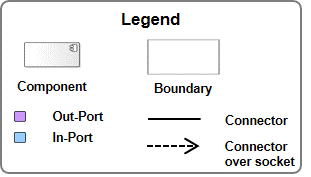 Legend
Component
Boundary
Out-Port
Connector
In-Port
Connector
over socket